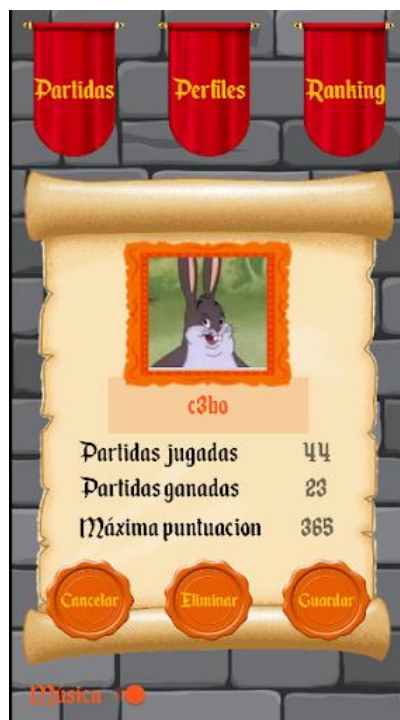 Partidas Perfiles Ranking
c3bo
Partidas jugadas 44
Partidas ganadas 23
Máxima puntuacion 365
Cancelar Eliminar Guardar
Música